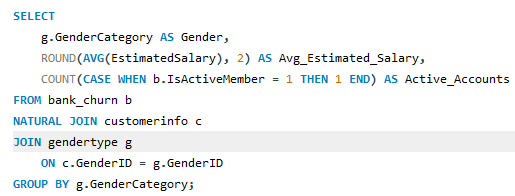 SELECT
g.GenderCategory AS Gender,
ROUND(AVG(EstimatedSalary), 2) AS Avg_Estimated_Salary,
COUNT(CASE WHEN b.IsActiveMember = 1 THEN 1 END) AS Active_Accounts
FROM bank_churn b
NATURAL JOIN customerinfo c
JOIN gendertype g
ON c.GenderID = g.GenderID
GROUP BY g.GenderCategory;